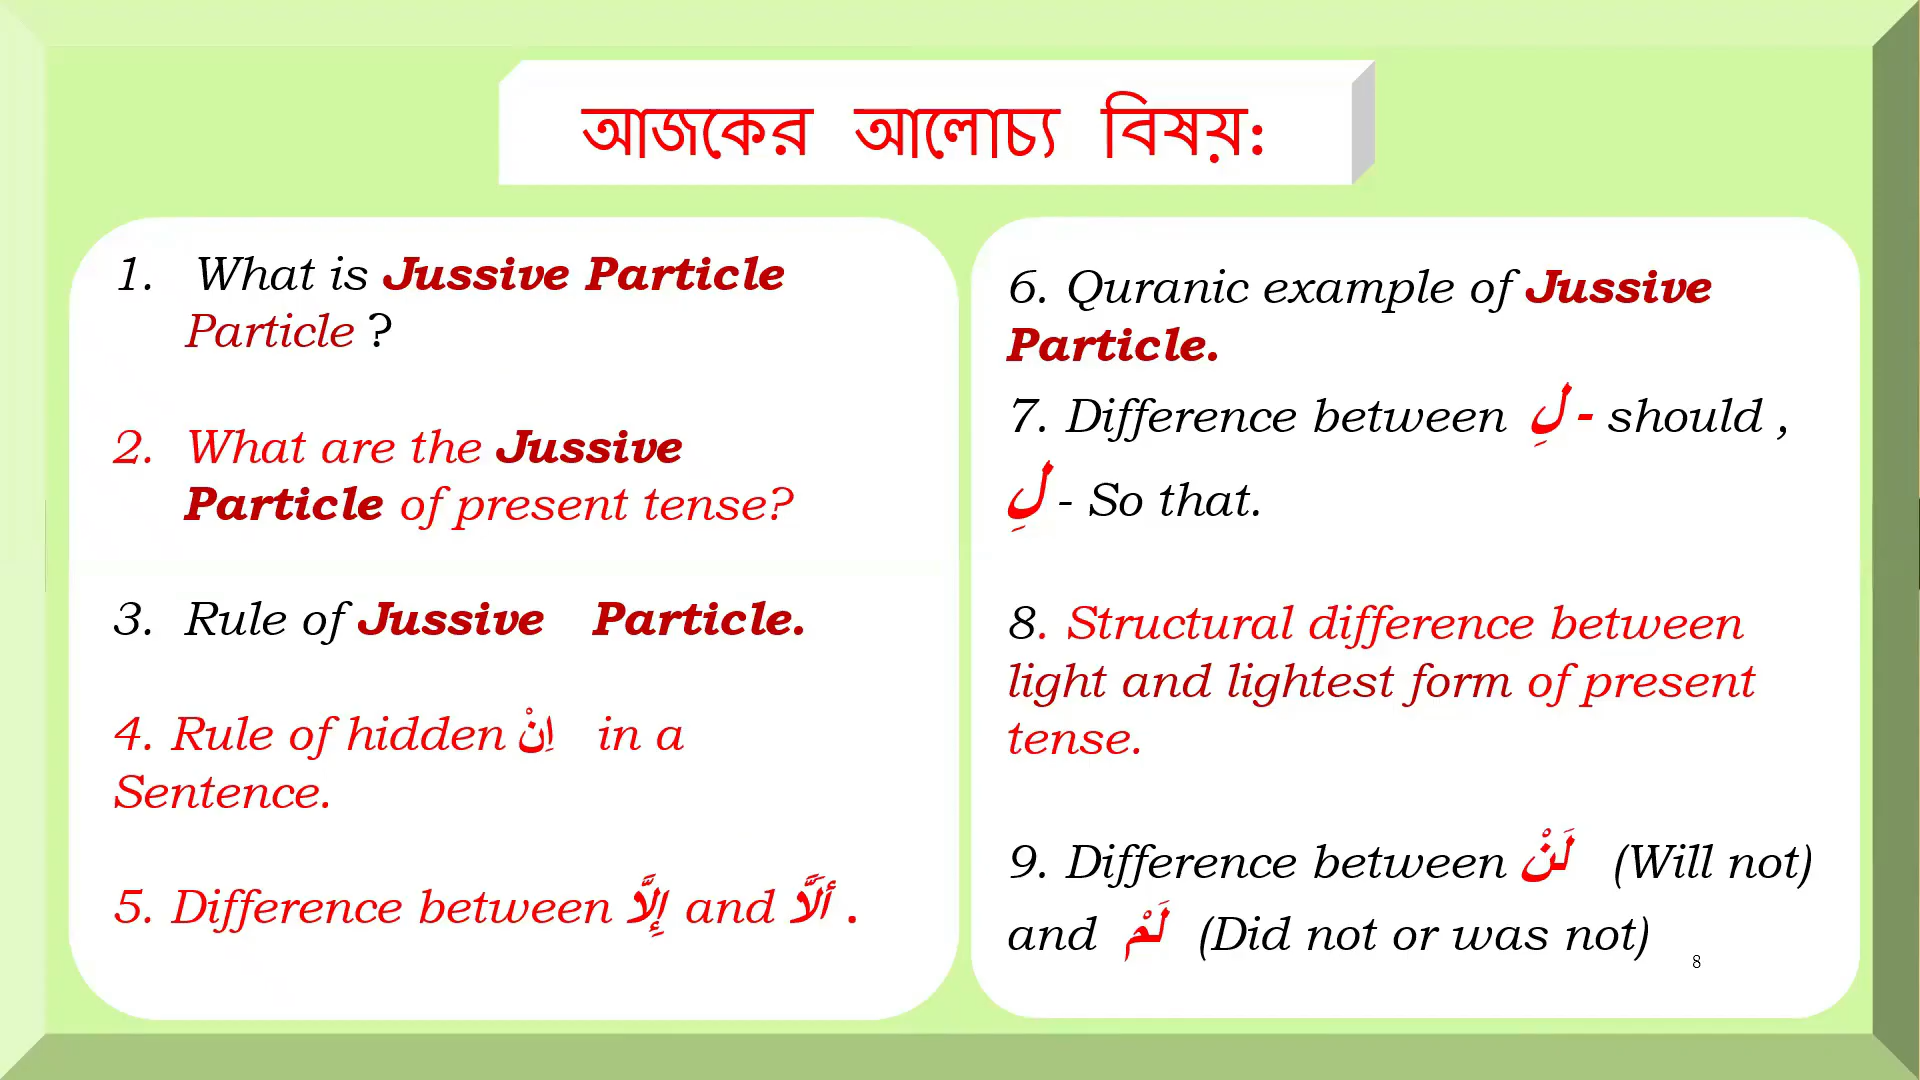 আজকের আলোচ্য বিষয়:
1. What is Jussive Particle
Particle ?
2. What are the Jussive
Particle of present tense?
3. Rule of Jussive Particle.
4. Rule of hidden اِنْ in a
Sentence.
5. Difference between إِلَّا and أَلَّا .
6. Quranic example of Jussive
Particle.
7. Difference between لِ - should ,
لِ - So that.
8. Structural difference between
light and lightest form of present
tense.
9. Difference between لَنْ (Will not)
and لَمْ (Did not or was not)
8